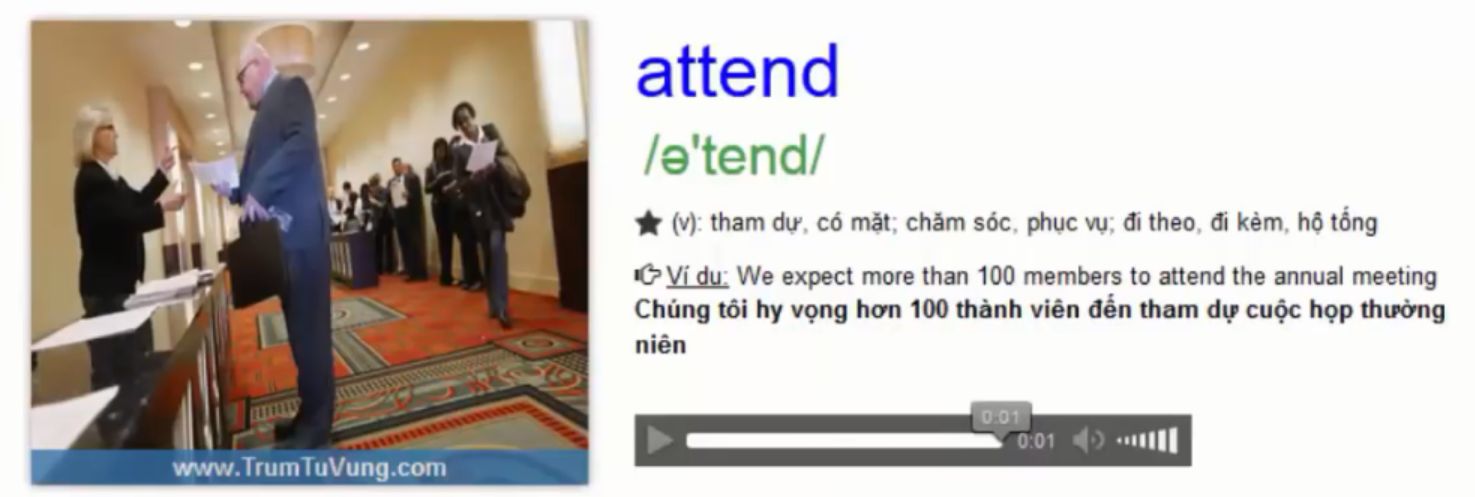 attend
/ə'tend/
★ (v): tham dự, có mặt; chăm sóc, phục vụ; đi theo, đi kèm, hộ tống
Ví dụ: We expect more than 100 members to attend the annual meeting
Chúng tôi hy vọng hơn 100 thành viên đến tham dự cuộc họp thường
niên
0:01
0:01
www.TrumTuVung.com